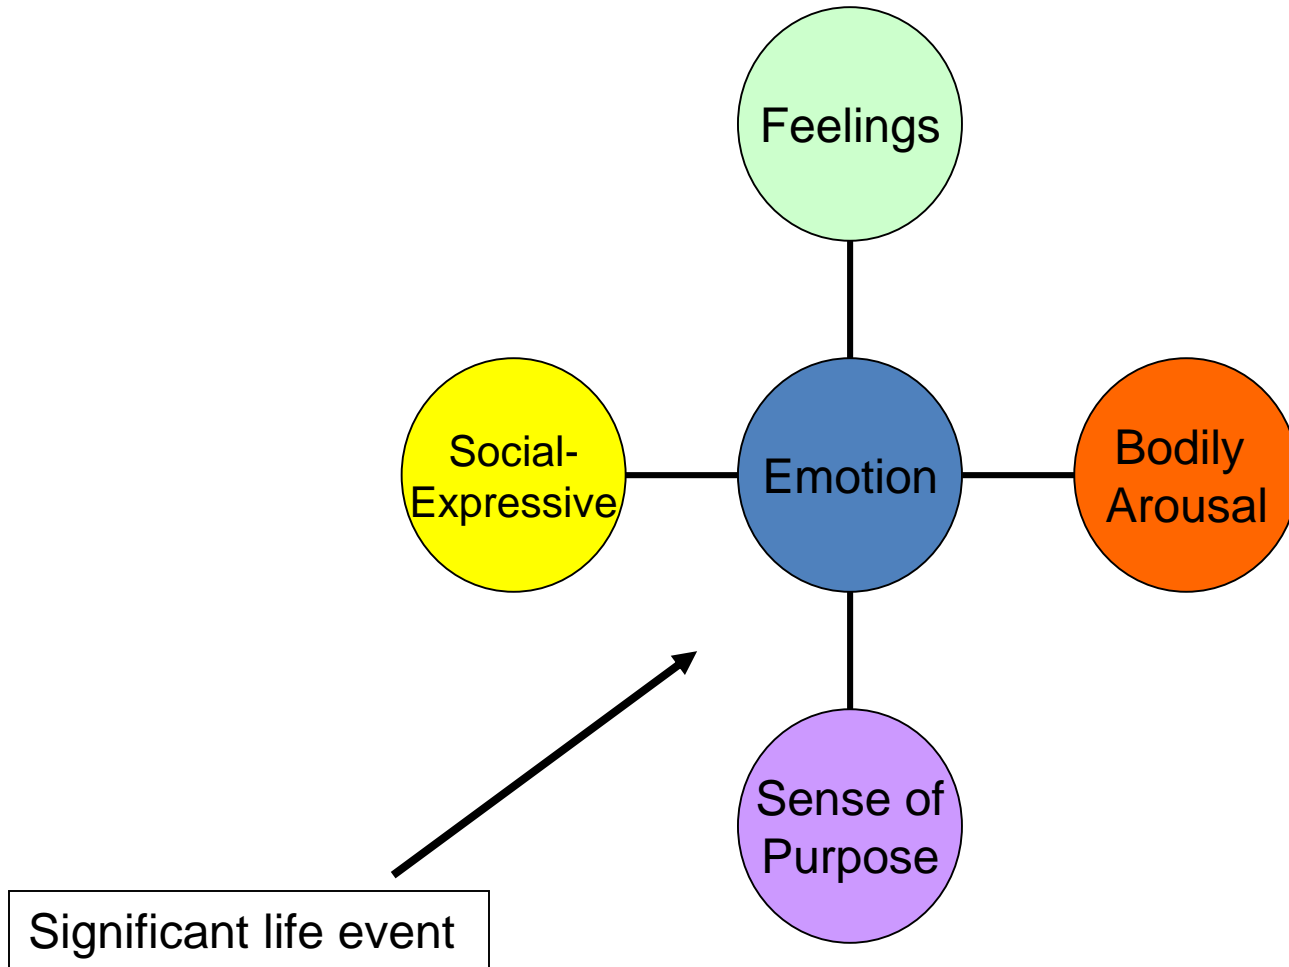 Feelings
Social-
Expressive
Emotion
Bodily
Arousal
Sense of
Purpose
Significant life event